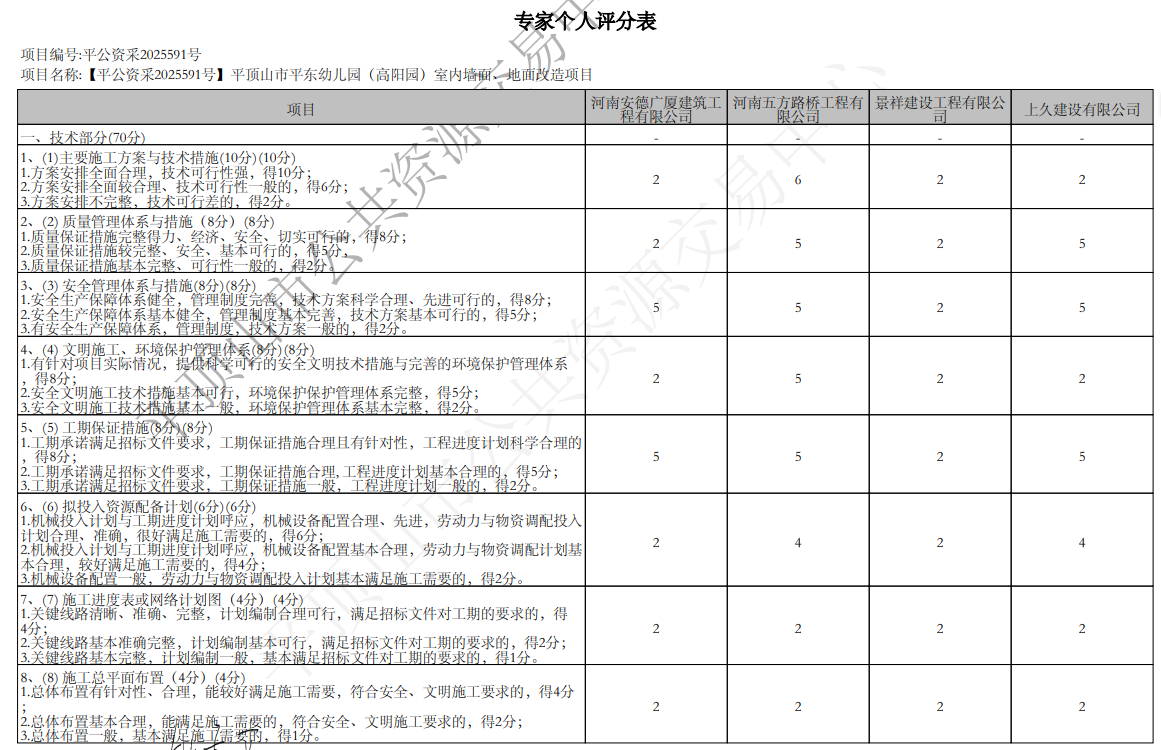 专家个人评分表
项目编号:平公资采2025591号
项目名称:【平公资采2025591号】平顶山市平东幼儿园（高阳园）室内墙面、地面改造项目
项目 河南安德广厦建筑工程有限公司 河南五方路桥工程有限公司 景祥建设工程有限公司 上久建设有限公司
一、技术部分(70分) - - - -
1、(1)主要施工方案与技术措施(10分)(10分)
1.方案安排全面合理，技术可行性强，得10分；
2.方案安排全面较合理、技术可行性一般的，得6分；
3.方案安排不完整，技术可行差的，得2分。
2 6 2 2
2、(2) 质量管理体系与措施（8分）(8分)
1.质量保证措施完整得力、经济、安全、切实可行的，得8分；
2.质量保证措施较完整、安全、基本可行的，得5分，
3.质量保证措施基本完整、可行性一般的，得2分。
2 5 2 5
3、(3) 安全管理体系与措施(8分)(8分)
1.安全生产保障体系健全，管理制度完善，技术方案科学合理、先进可行的，得8分；
2.安全生产保障体系基本健全，管理制度基本完善，技术方案基本可行的，得5分；
3.有安全生产保障体系，管理制度，技术方案一般的，得2分。
5 5 2 5
4、(4) 文明施工、环境保护管理体系(8分)(8分)
1.有针对项目实际情况，提供科学可行的安全文明技术措施与完善的环境保护管理体系
，得8分；
2.安全文明施工技术措施基本可行，环境保护保护管理体系完整，得5分；
3.安全文明施工技术措施基本一般，环境保护管理体系基本完整，得2分。
2 5 2 2
5、(5) 工期保证措施(8分)(8分)
1.工期承诺满足招标文件要求，工期保证措施合理且有针对性，工程进度计划科学合理的
，得8分；
2.工期承诺满足招标文件要求，工期保证措施合理,工程进度计划基本合理的，得5分；
3.工期承诺满足招标文件要求，工期保证措施一般，工程进度计划一般的，得2分。
5 5 2 5
6、(6) 拟投入资源配备计划(6分)(6分)
1.机械投入计划与工期进度计划呼应，机械设备配置合理、先进，劳动力与物资调配投入
计划合理、准确，很好满足施工需要的，得6分；
2.机械投入计划与工期进度计划呼应，机械设备配置基本合理，劳动力与物资调配计划基
本合理，较好满足施工需要的，得4分；
3.机械设备配置一般，劳动力与物资调配投入计划基本满足施工需要的，得2分。
2 4 2 4
7、(7) 施工进度表或网络计划图（4分）(4分)
1.关键线路清晰、准确、完整，计划编制合理可行，满足招标文件对工期的要求的，得
4分；
2.关键线路基本准确完整，计划编制基本可行，满足招标文件对工期的要求的，得2分；
3.关键线路基本完整，计划编制一般，基本满足招标文件对工期的要求的，得1分。
2 2 2 2
8、(8) 施工总平面布置（4分）(4分)
1.总体布置有针对性、合理，能较好满足施工需要，符合安全、文明施工要求的，得4分
；
2.总体布置基本合理，能满足施工需要的，符合安全、文明施工要求的，得2分；
3.总体布置一般，基本满足施工需要的，得1分。
2 2 2 2
平顶山市公共资源交易中心
平顶山市公共资源交易中心